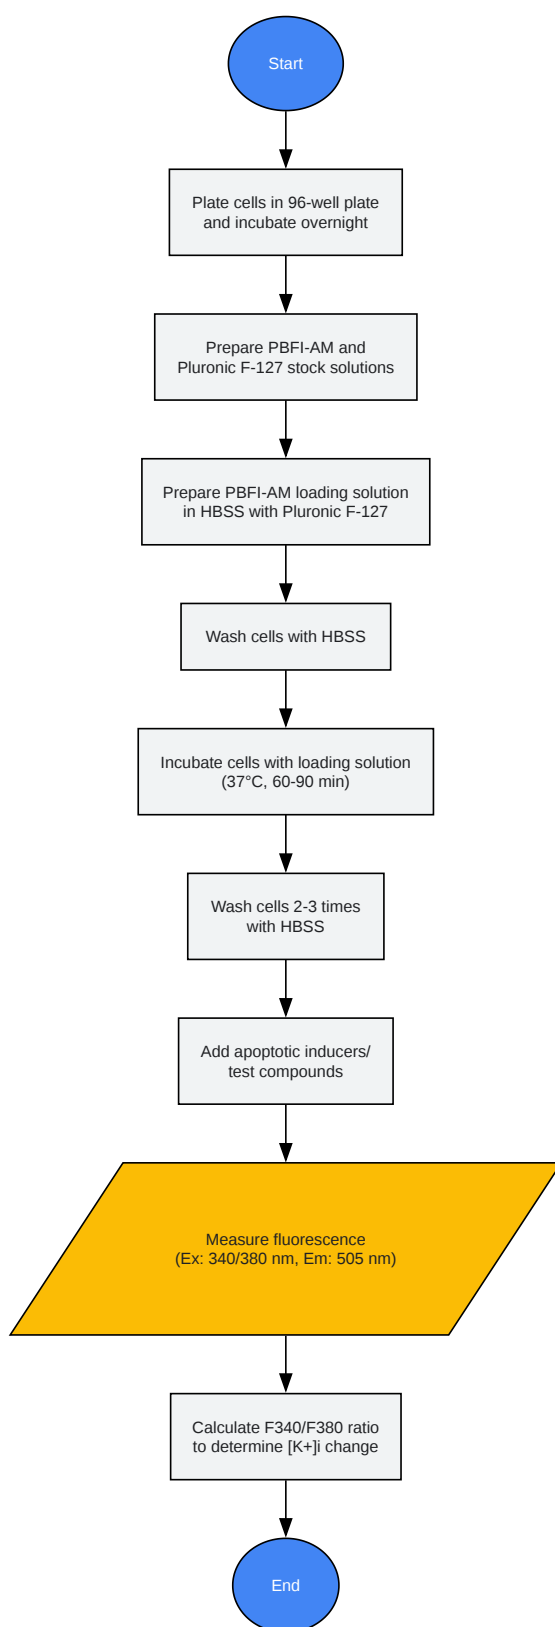 Start
Plate cells in 96-well plate
and incubate overnight
Prepare PBFI-AM and
Pluronic F-127 stock solutions
Prepare PBFI-AM loading solution
in HBSS with Pluronic F-127
Wash cells with HBSS
Incubate cells with loading solution
(37°C, 60-90 min)
Wash cells 2-3 times
with HBSS
Add apoptotic inducers/
test compounds
Measure fluorescence
(Ex: 340/380 nm, Em: 505 nm)
Calculate F340/F380 ratio
to determine [K+]i change
End